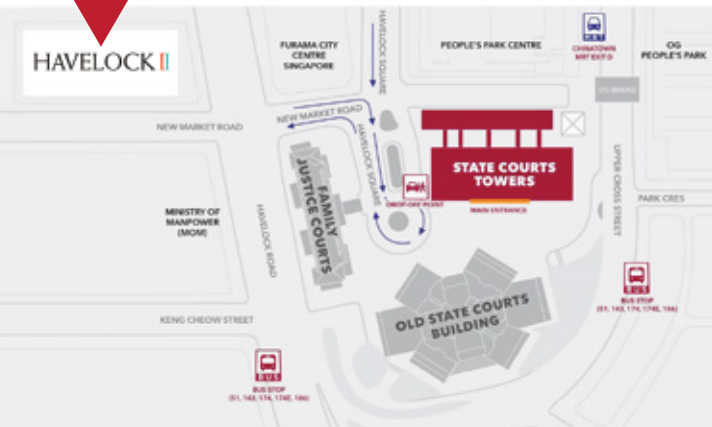 HAVELOCK II
FURAMA CITY
CENTRE
SINGAPORE
HAVELOCK SQUARE
PEOPLE'S PARK CENTRE
MRT
CHINATOWN
MRT EXIT D
OG
PEOPLE'S PARK
OG BRIDGE
NEW MARKET ROAD
NEW MARKET ROAD
HAVELOCK SQUARE
STATE COURTS
TOWERS
DROP-OFF POINT
MAIN ENTRANCE
UPPER CROSS STREET
PARK CRES
FAMILY
JUSTICE COURTS
MINISTRY OF
MANPOWER
(MOM)
HAVELOCK ROAD
BUS
BUS STOP
(51, 143, 174, 174E, 186)
OLD STATE COURTS
BUILDING
KENG CHEOW STREET
BUS
BUS STOP
(51, 143, 174, 174E, 186)